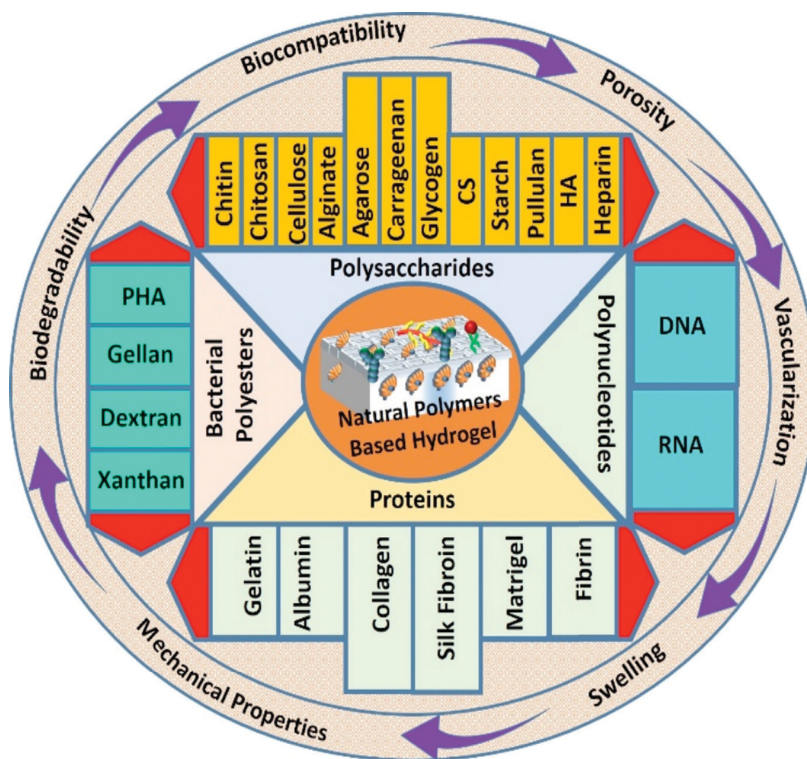 Biocompatibility
Porosity
Vascularization
Swelling
Mechanical Properties
Biodegradability
Chitin
Chitosan
Cellulose
Alginate
Agarose
Carrageenan
Glycogen
CS
Starch
Pullulan
HA
Heparin
Polysaccharides
PHA
Gellan
Dextran
Xanthan
Bacterial
Polyesters
Natural Polymers
Based Hydrogel
Polynucleotides
DNA
RNA
Proteins
Gelatin
Albumin
Collagen
Silk Fibroin
Matrigel
Fibrin